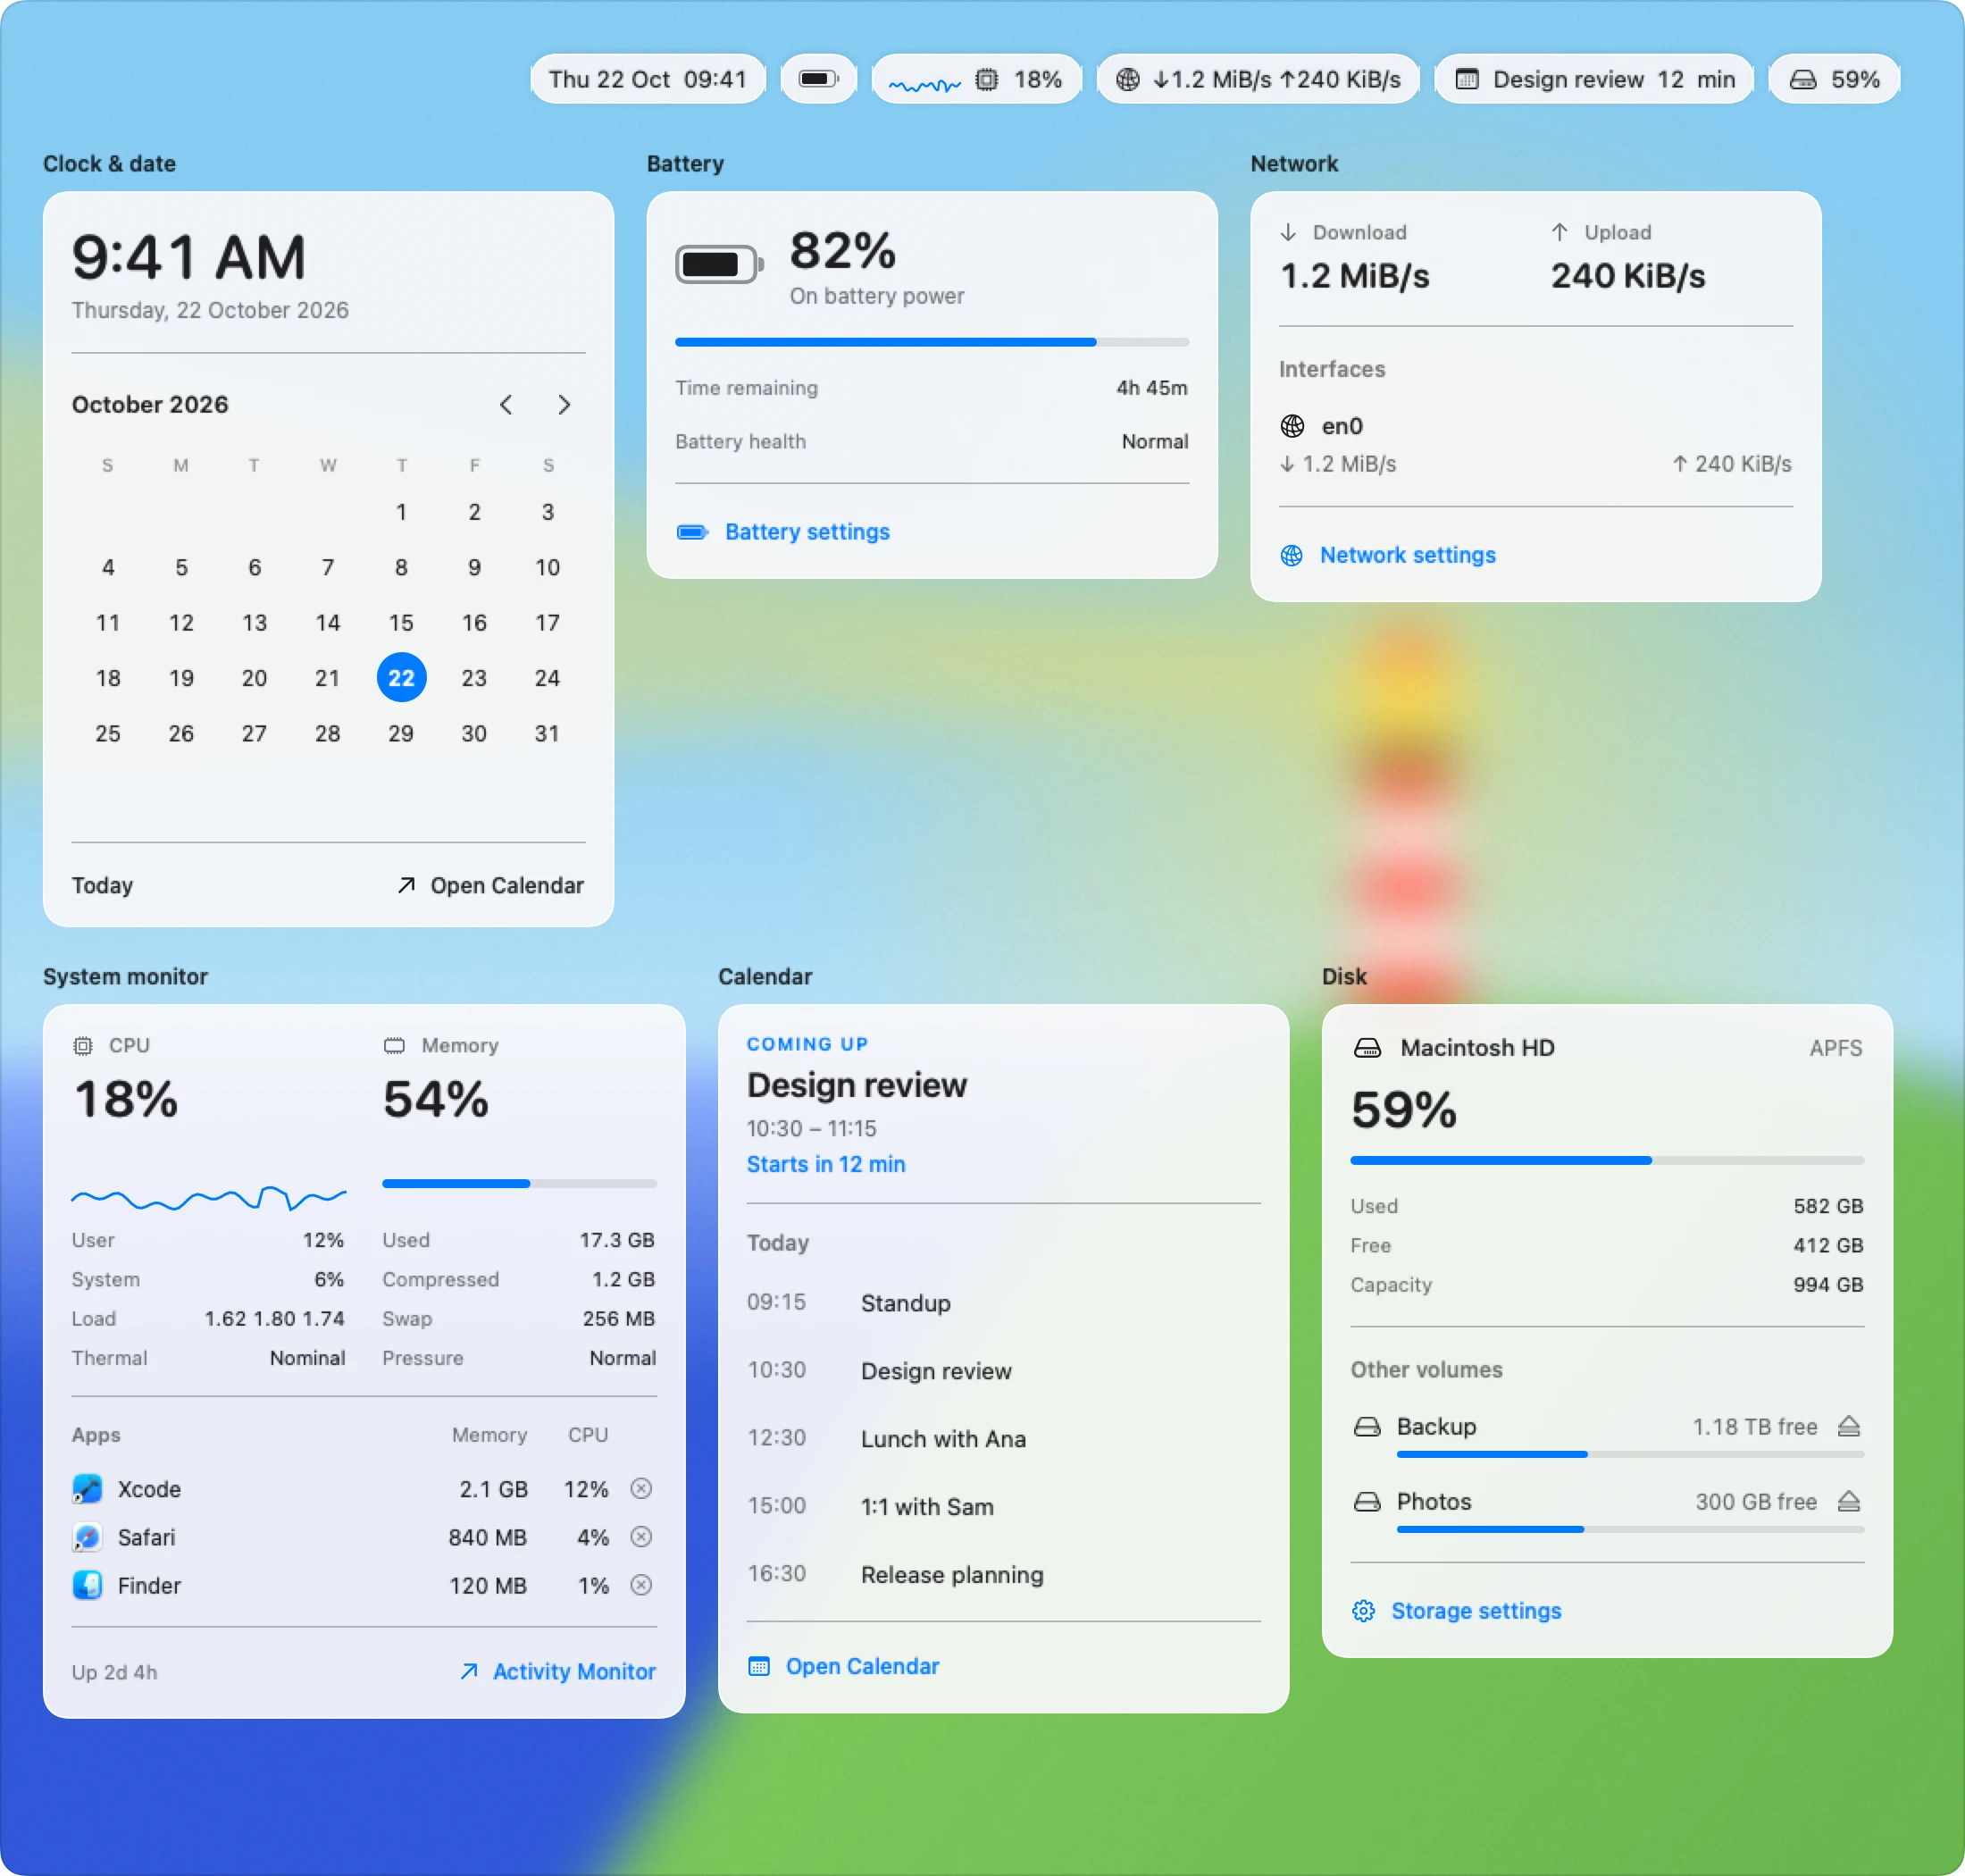 Thu 22 Oct 09:41
18%
↓1.2 MiB/s ↑240 KiB/s
Design review 12 min
59%
Clock & date
9:41 AM
Thursday, 22 October 2026
October 2026
S M T W T F S
1 2 3
4 5 6 7 8 9 10
11 12 13 14 15 16 17
18 19 20 21 22 23 24
25 26 27 28 29 30 31
Today
Open Calendar
Battery
82%
On battery power
Time remaining 4h 45m
Battery health Normal
Battery settings
Network
Download
1.2 MiB/s
Upload
240 KiB/s
Interfaces
en0
↓ 1.2 MiB/s ↑ 240 KiB/s
Network settings
System monitor
CPU
18%
User 12%
System 6%
Load 1.62 1.80 1.74
Thermal Nominal
Memory
54%
Used 17.3 GB
Compressed 1.2 GB
Swap 256 MB
Pressure Normal
Apps Memory CPU
Xcode 2.1 GB 12%
Safari 840 MB 4%
Finder 120 MB 1%
Up 2d 4h
Activity Monitor
Calendar
COMING UP
Design review
10:30 – 11:15
Starts in 12 min
Today
09:15 Standup
10:30 Design review
12:30 Lunch with Ana
15:00 1:1 with Sam
16:30 Release planning
Open Calendar
Disk
Macintosh HD APFS
59%
Used 582 GB
Free 412 GB
Capacity 994 GB
Other volumes
Backup 1.18 TB free
Photos 300 GB free
Storage settings